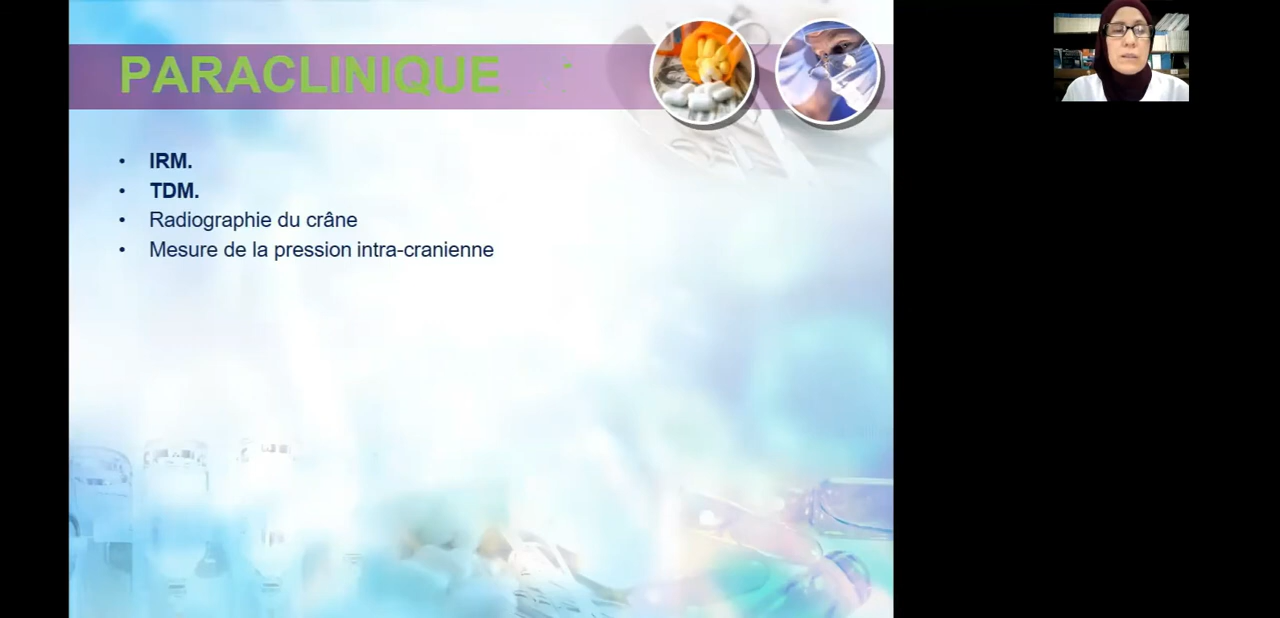 PARACLINIQUE
• IRM.
• TDM.
• Radiographie du crâne
• Mesure de la pression intra-cranienne